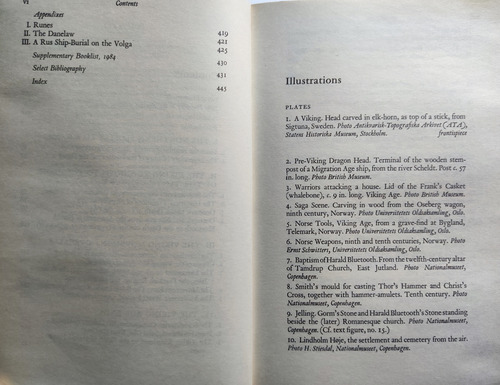 vi Contents
Appendixes
I. Runes 419
II. The Danelaw 421
III. A Rus Ship-Burial on the Volga 425
Supplementary Booklist, 1984 430
Select Bibliography 431
Index 443
Illustrations
PLATES
1. A Viking. Head carved in elk-horn, as top of a stick, from
Sigtuna, Sweden. Photo Antikvarisk-Topografiska Arkivet (ATA),
Statens Historiska Museum, Stockholm. frontispiece
2. Pre-Viking Dragon Head. Terminal of the wooden stem-
post of a Migration Age ship, from the river Scheldt. Post c. 57
in. long. Photo British Museum.
3. Warriors attacking a house. Lid of the Frank's Casket
(whalebone), c. 9 in. long. Viking Age. Photo British Museum.
4. Saga Scene. Carving in wood from the Oseberg wagon,
ninth century, Norway. Photo Universitetets Oldsaksamling, Oslo.
5. Norse Tools, Viking Age, from a grave-find at Bygland,
Telemark, Norway. Photo Universitetets Oldsaksamling, Oslo.
6. Norse Weapons, ninth and tenth centuries, Norway. Photo
Ernst Schwitters, Universitetets Oldsaksamling, Oslo.
7. Baptism of Harald Bluetooth. From the twelfth-century altar
of Tamdrup Church, East Jutland. Photo Nationalmuseet,
Copenhagen.
8. Smith's mould for casting Thor's Hammer and Christ's
Cross, together with hammer-amulets. Tenth century. Photo
Nationalmuseet, Copenhagen.
9. Jelling. Gorm's Stone and Harald Bluetooth's Stone standing
beside the (later) Romanesque church. Photo Nationalmuseet,
Copenhagen. (Cf. text figure, no. 15.)
10. Lindholm Høje, the settlement and cemetery from the air.
Photo H. Stiesdal, Nationalmuseet, Copenhagen.